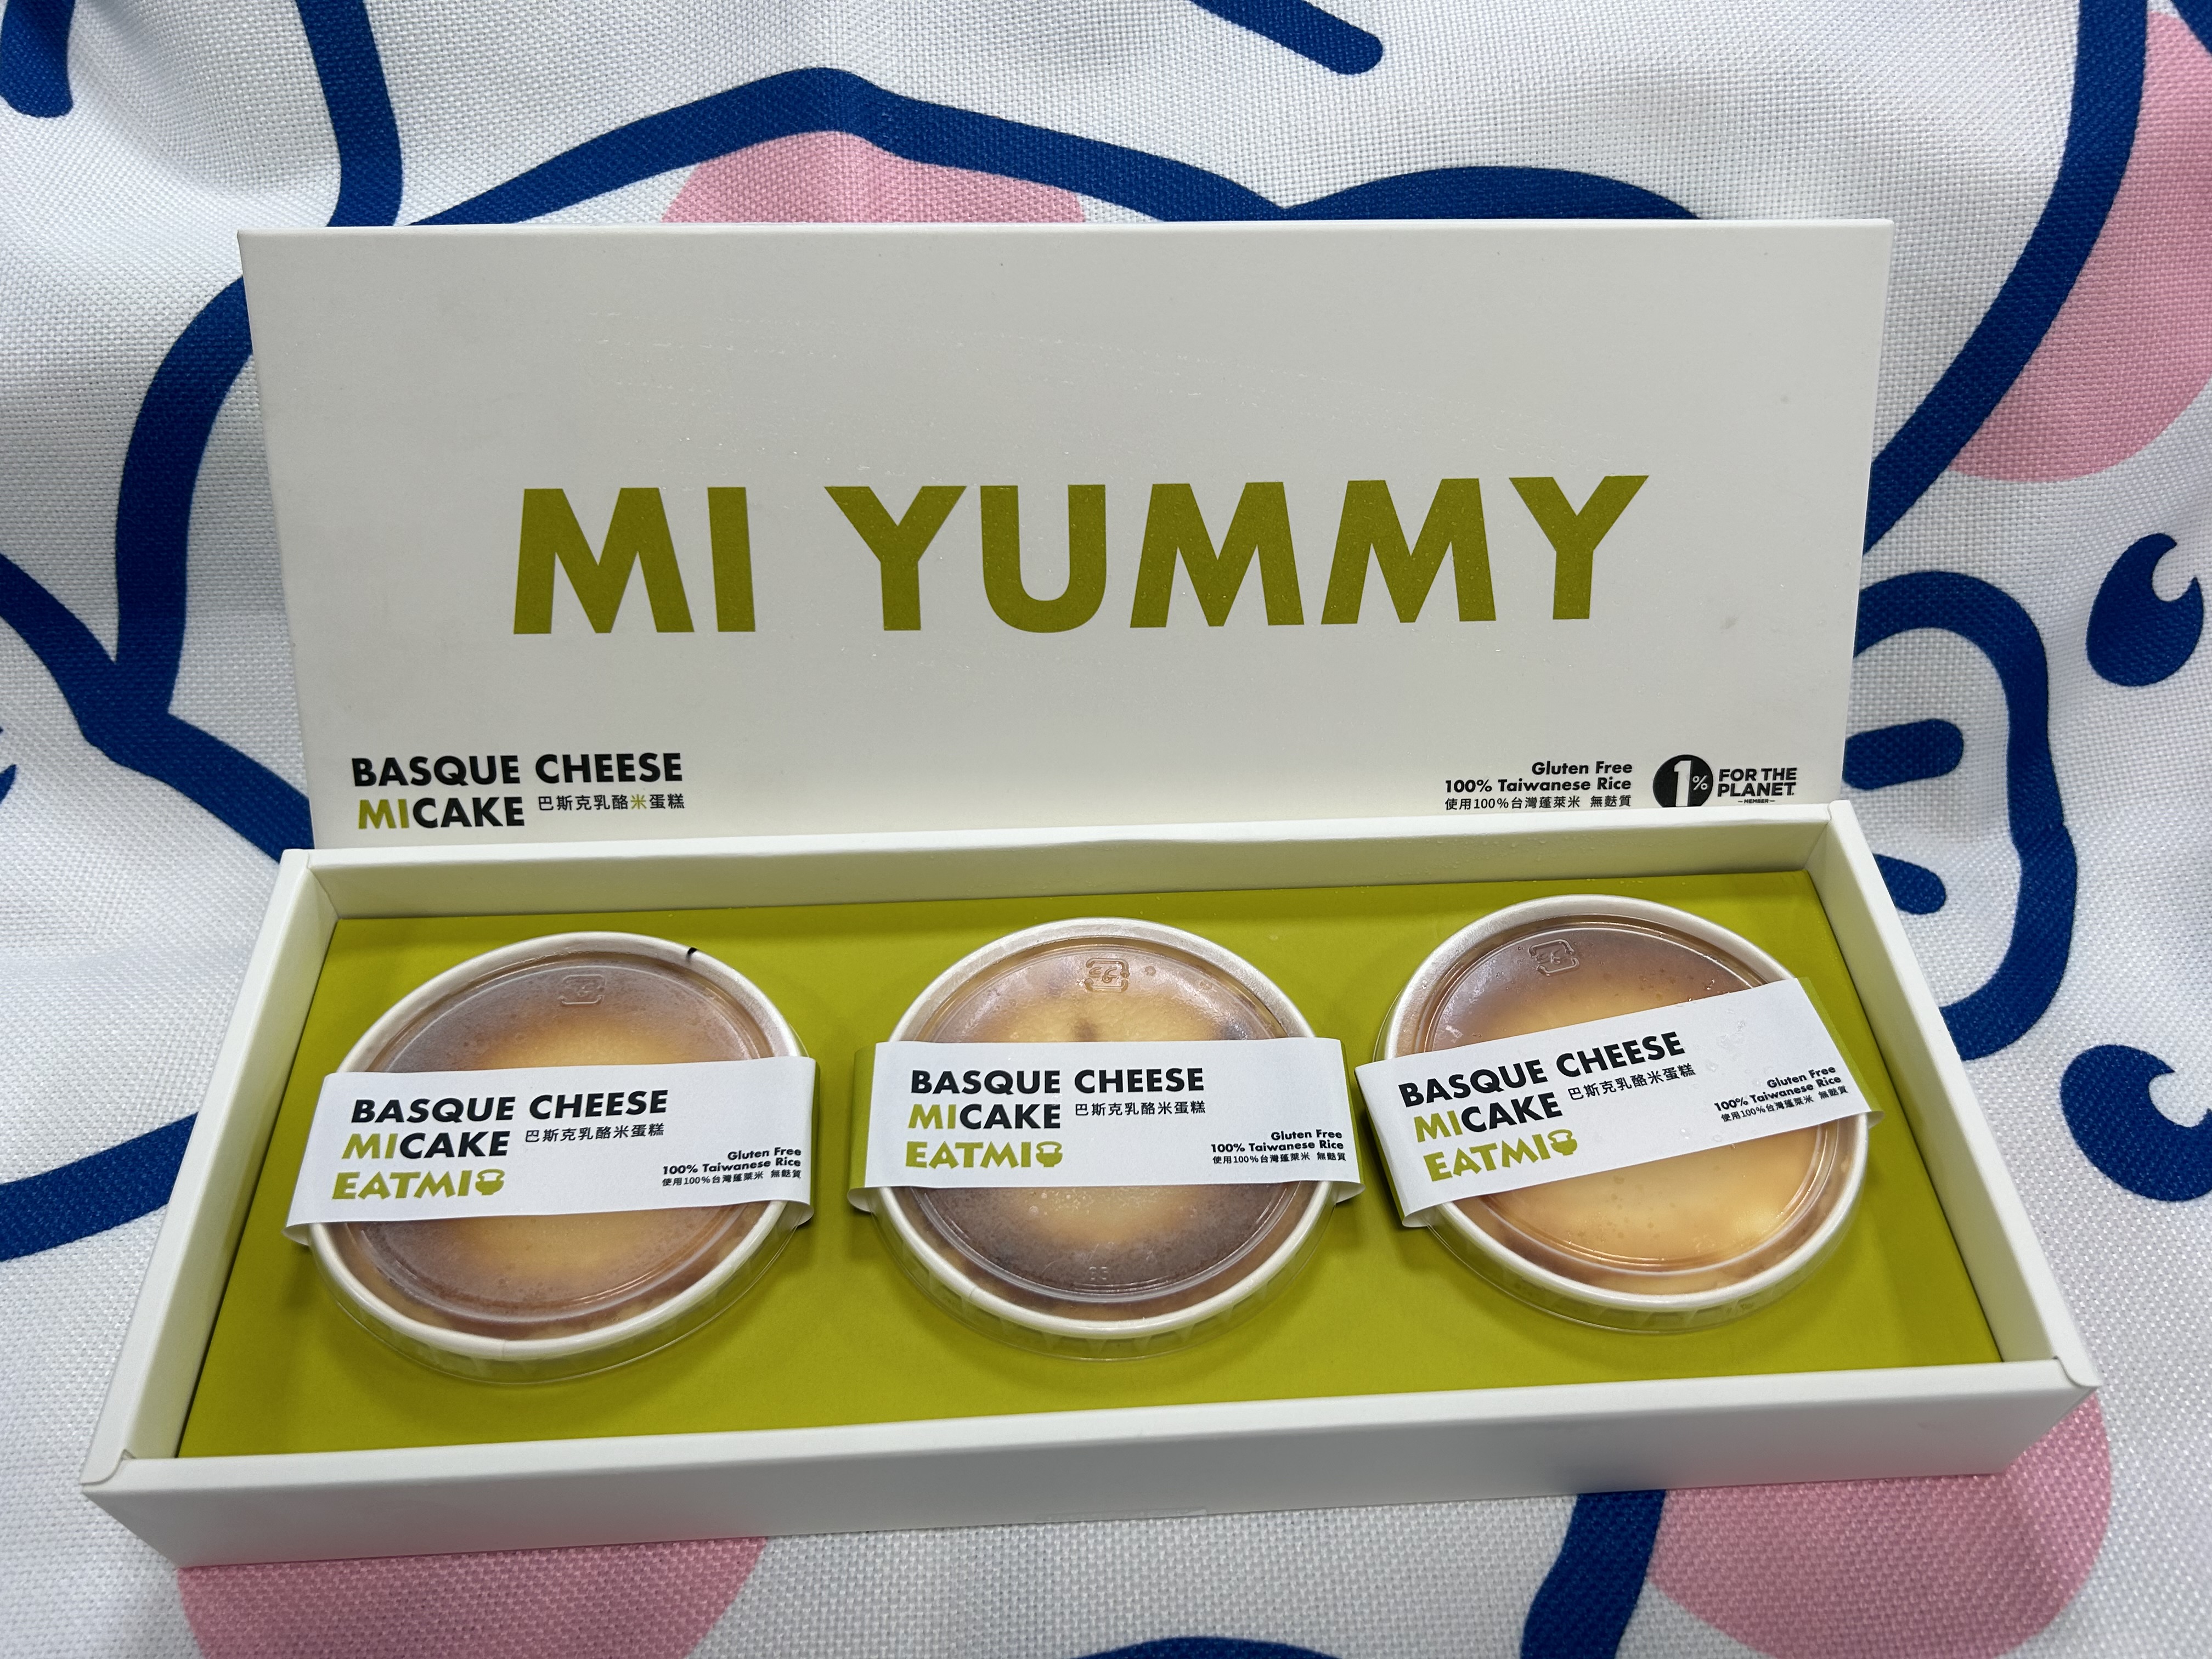 MI YUMMY
BASQUE CHEESE
MICAKE 巴斯克乳酪米蛋糕
Gluten Free
100% Taiwanese Rice
使用100%台灣蓬萊米 無麩質
1% FOR THE
PLANET
MEMBER
BASQUE CHEESE
MICAKE 巴斯克乳酪米蛋糕
EATMI
Gluten Free
100% Taiwanese Rice
使用100%台灣蓬萊米 無麩質
BASQUE CHEESE
MICAKE 巴斯克乳酪米蛋糕
EATMI
Gluten Free
100% Taiwanese Rice
使用100%台灣蓬萊米 無麩質
BASQUE CHEESE
MICAKE 巴斯克乳酪米蛋糕
EATMI
Gluten Free
100% Taiwanese Rice
使用100%台灣蓬萊米 無麩質